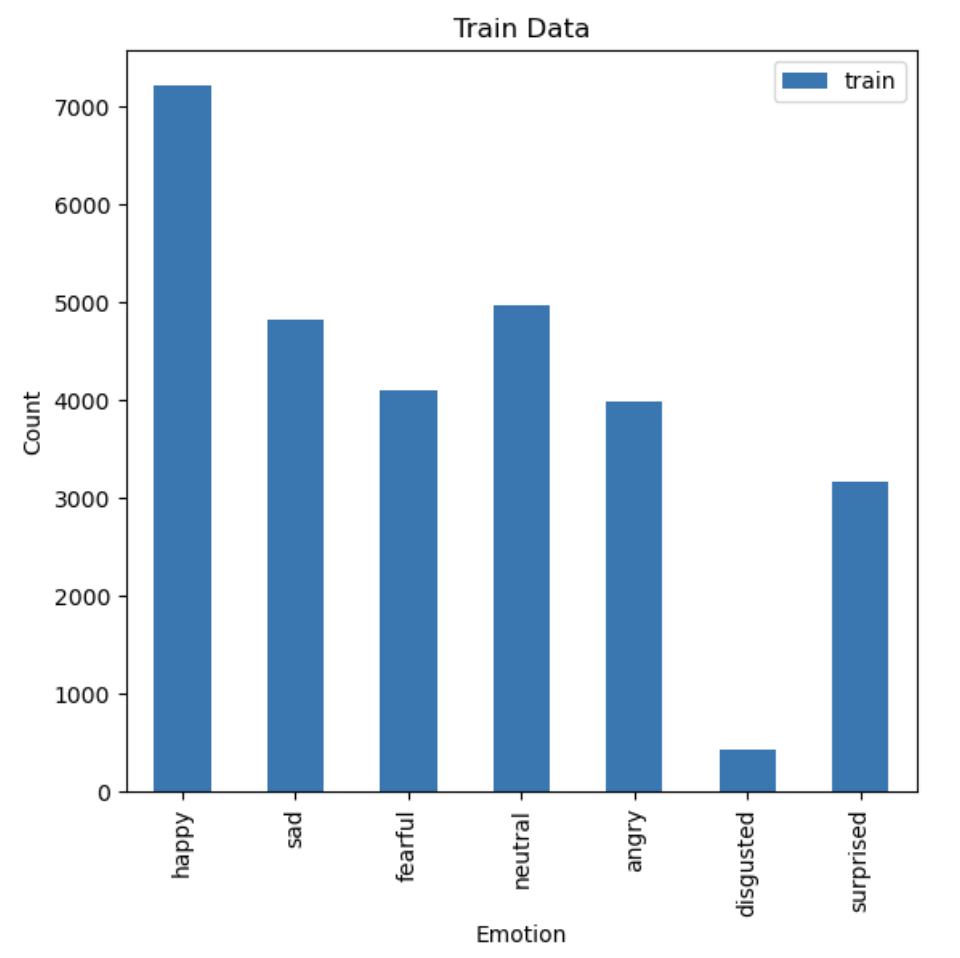 Train Data
train
7000
6000
5000
4000
3000
2000
1000
0
Count
happy
sad
fearful
neutral
angry
disgusted
surprised
Emotion